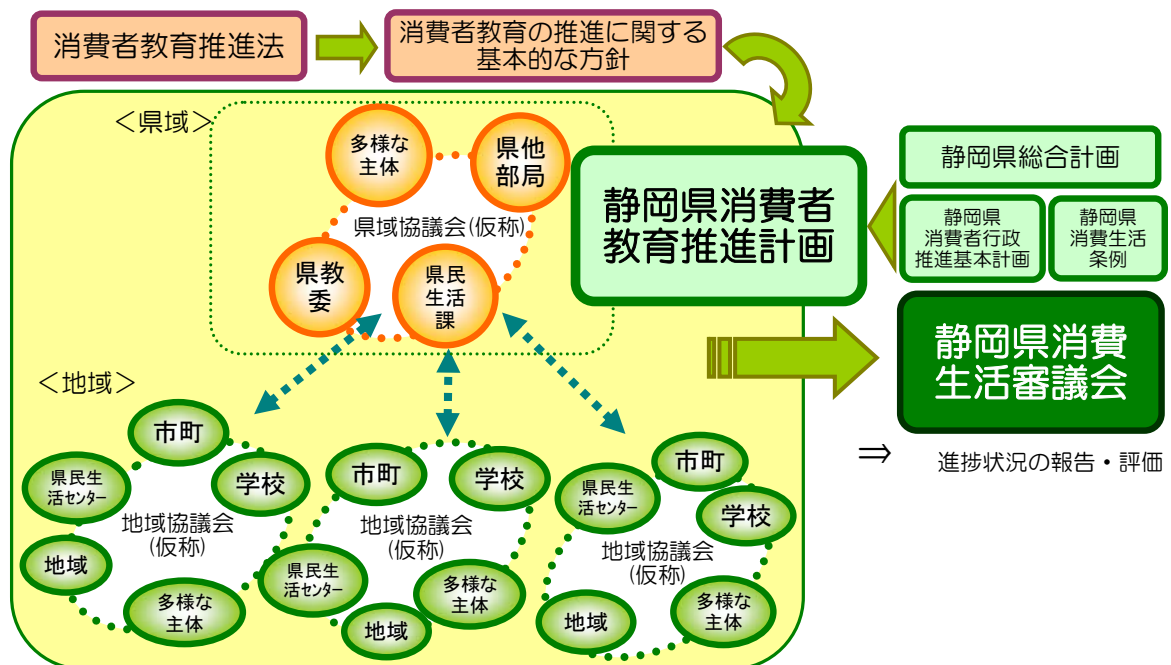 消費者教育推進法
消費者教育の推進に関する
基本的な方針
＜県域＞
多様な
主体
県他
部局
県域協議会(仮称)
県教
委
県民
生活
課
静岡県消費者
教育推進計画
静岡県総合計画
静岡県
消費者行政
推進基本計画
静岡県
消費生活
条例
静岡県消費
生活審議会
⇒
進捗状況の報告・評価
＜地域＞
市町
県民生
活センター
学校
地域協議会
(仮称)
地域
多様な
主体
市町
学校
地域協議会
(仮称)
県民生
活センター
多様な
主体
地域
市町
県民生
活センター
学校
地域協議会
(仮称)
多様な
主体
地域